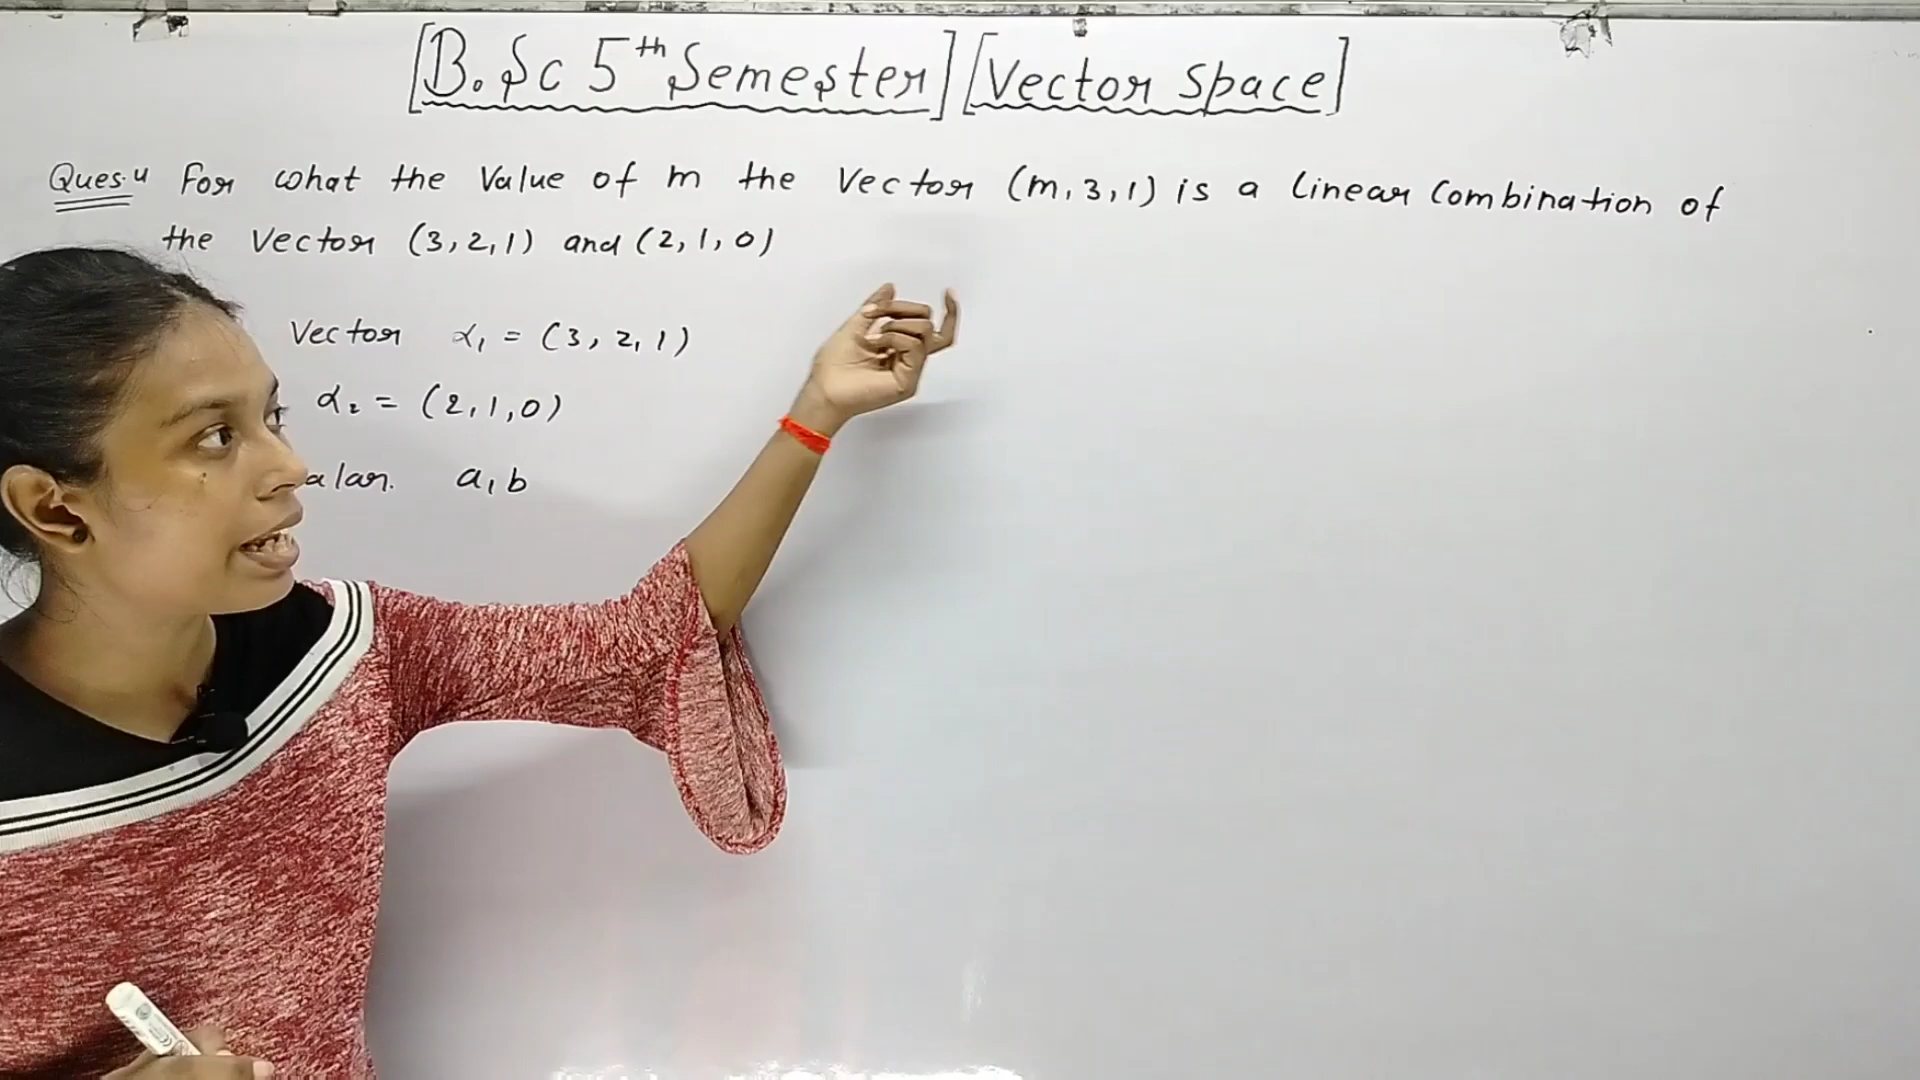 [B.Sc 5th Semester] [Vector Space]
Ques.4 For what the Value of m the Vector (m,3,1) is a linear Combination of
the Vector (3,2,1) and (2,1,0)
Vector α₁ = (3, 2, 1)
α₂ = (2,1,0)
a,b